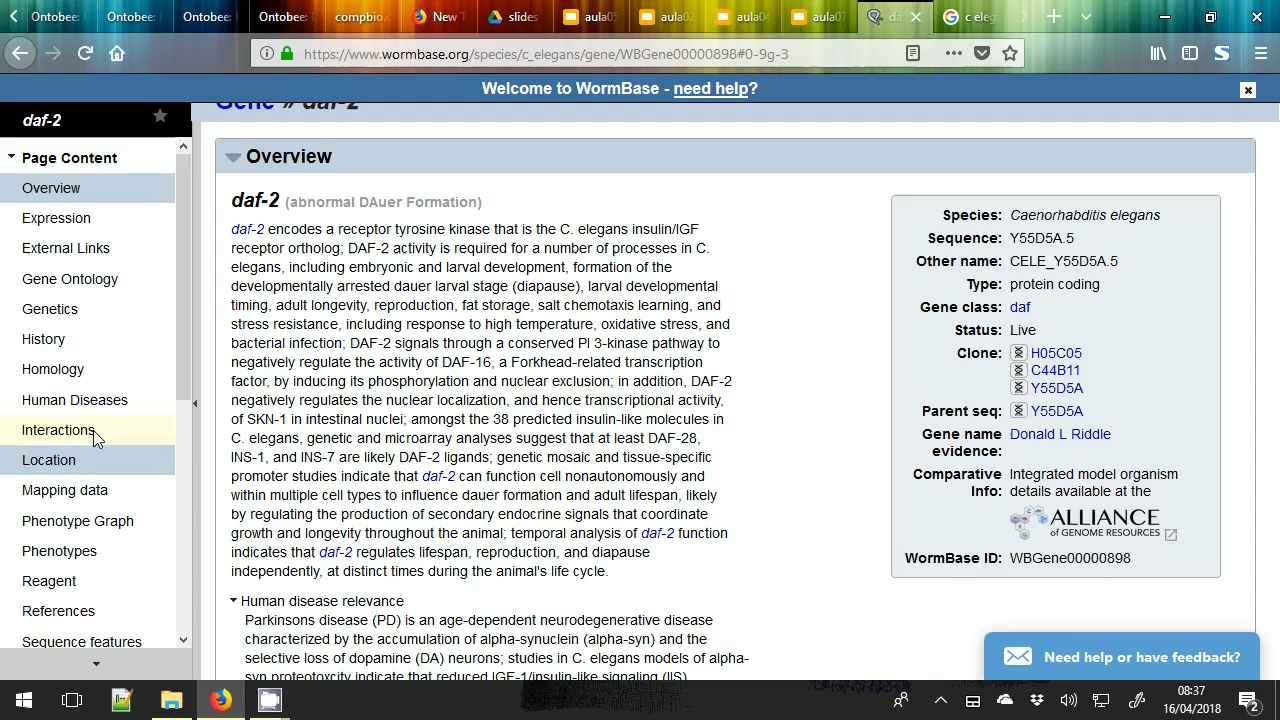 Ontobee:
Ontobee:
Ontobee:
Ontobee:
compbio.
New T
slides
aula05
aula02
aula04
aula07
da
c eleg
https://www.wormbase.org/species/c_elegans/gene/WBGene00000898#0-9g-3
Welcome to WormBase - need help?
daf-2
Page Content
Overview
Expression
External Links
Gene Ontology
Genetics
History
Homology
Human Diseases
Interactions
Location
Mapping data
Phenotype Graph
Phenotypes
Reagent
References
Sequence features
Gene » daf-2
Overview
daf-2 (abnormal DAuer Formation)
daf-2 encodes a receptor tyrosine kinase that is the C. elegans insulin/IGF
receptor ortholog; DAF-2 activity is required for a number of processes in C.
elegans, including embryonic and larval development, formation of the
developmentally arrested dauer larval stage (diapause), larval developmental
timing, adult longevity, reproduction, fat storage, salt chemotaxis learning, and
stress resistance, including response to high temperature, oxidative stress, and
bacterial infection; DAF-2 signals through a conserved PI 3-kinase pathway to
negatively regulate the activity of DAF-16, a Forkhead-related transcription
factor, by inducing its phosphorylation and nuclear exclusion; in addition, DAF-2
negatively regulates the nuclear localization, and hence transcriptional activity,
of SKN-1 in intestinal nuclei; amongst the 38 predicted insulin-like molecules in
C. elegans, genetic and microarray analyses suggest that at least DAF-28,
INS-1, and INS-7 are likely DAF-2 ligands; genetic mosaic and tissue-specific
promoter studies indicate that daf-2 can function cell nonautonomously and
within multiple cell types to influence dauer formation and adult lifespan, likely
by regulating the production of secondary endocrine signals that coordinate
growth and longevity throughout the animal; temporal analysis of daf-2 function
indicates that daf-2 regulates lifespan, reproduction, and diapause
independently, at distinct times during the animal's life cycle.
Human disease relevance
Parkinsons disease (PD) is an age-dependent neurodegenerative disease
characterized by the accumulation of alpha-synuclein (alpha-syn) and the
selective loss of dopamine (DA) neurons; studies in C. elegans models of alpha-
syn proteotoxicity indicate that reduced IGF-1/insulin-like signaling (IIS)
Species: Caenorhabditis elegans
Sequence: Y55D5A.5
Other name: CELE_Y55D5A.5
Type: protein coding
Gene class: daf
Status: Live
Clone: H05C05
C44B11
Y55D5A
Parent seq: Y55D5A
Gene name evidence: Donald L Riddle
Comparative Info: Integrated model organism
details available at the
ALLIANCE
OF GENOME RESOURCES
WormBase ID: WBGene00000898
Need help or have feedback?
08:37
16/04/2018
2